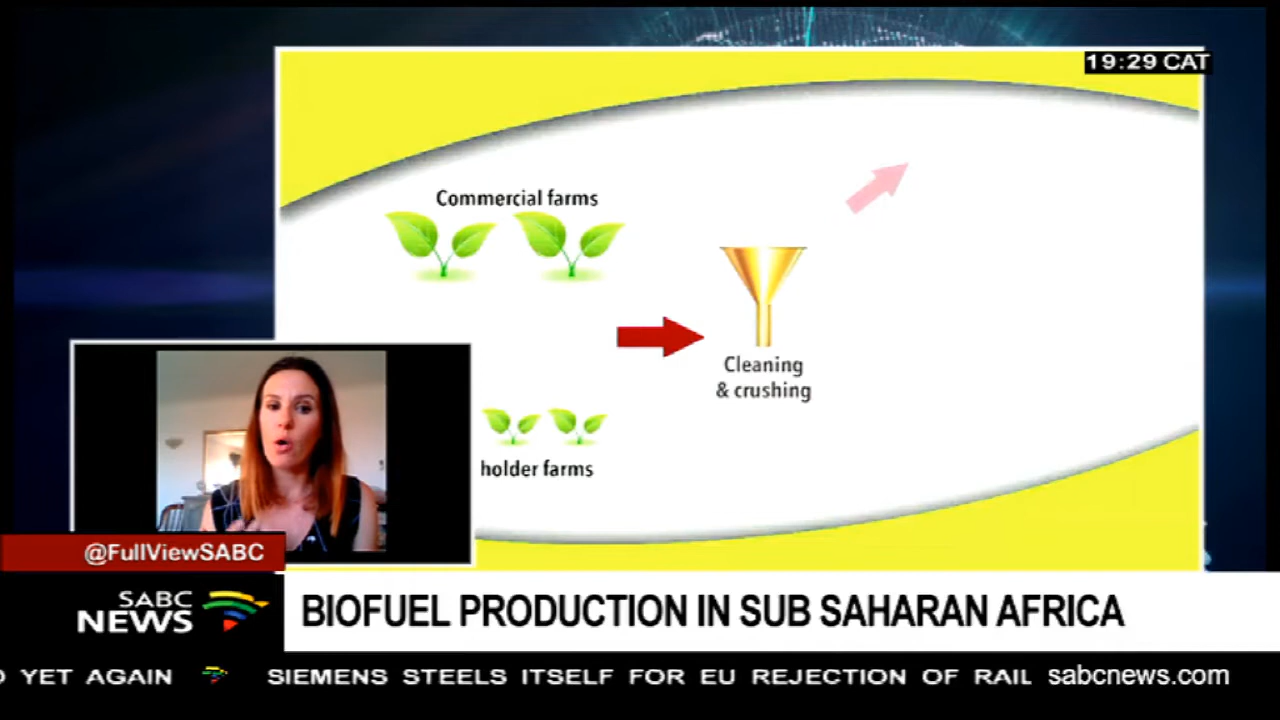 19:29 CAT
Commercial farms
Cleaning
& crushing
holder farms
@FullViewSABC
SABC
NEWS
BIOFUEL PRODUCTION IN SUB SAHARAN AFRICA
YET AGAIN SIEMENS STEELS ITSELF FOR EU REJECTION OF RAIL sabcnews.com